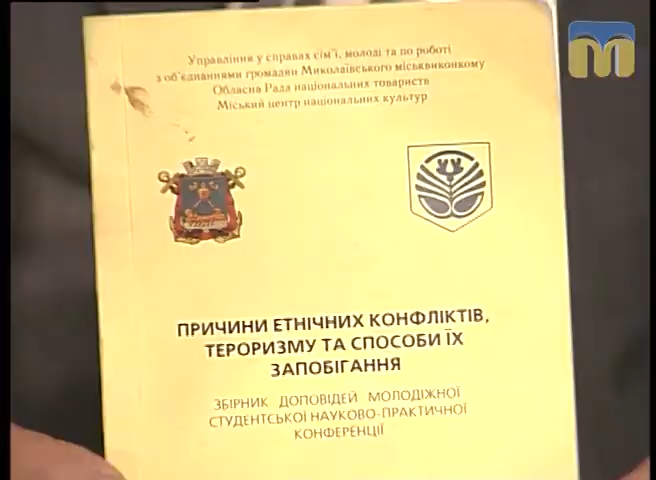 Управління у справах сім'ї, молоді та по роботі
з об'єднаннями громадян Миколаївського міськвиконкому
Обласна Рада національних товариств
Міський центр національних культур
ПРИЧИНИ ЕТНІЧНИХ КОНФЛІКТІВ,
ТЕРОРИЗМУ ТА СПОСОБИ ЇХ
ЗАПОБІГАННЯ
ЗБІРНИК ДОПОВІДЕЙ МОЛОДІЖНОЇ
СТУДЕНТСЬКОЇ НАУКОВО-ПРАКТИЧНОЇ
КОНФЕРЕНЦІЇ